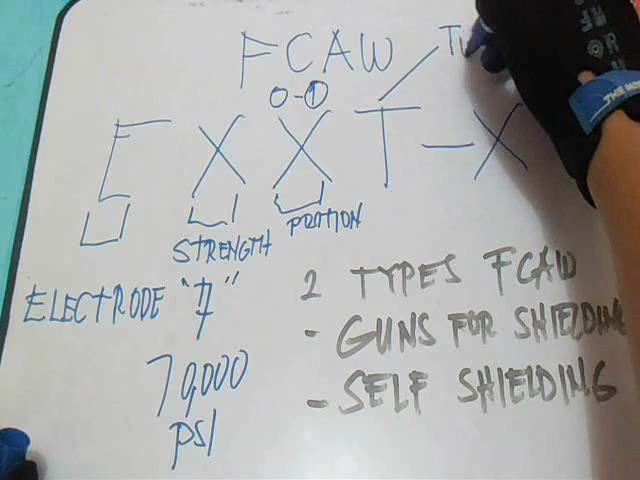 FCAW
0-1
EXXT-X
STRENGTH
POSITION
ELECTRODE "7"
70,000
psi
2 TYPES FCAW
- GUNS FOR SHIELDING
- SELF SHIELDING